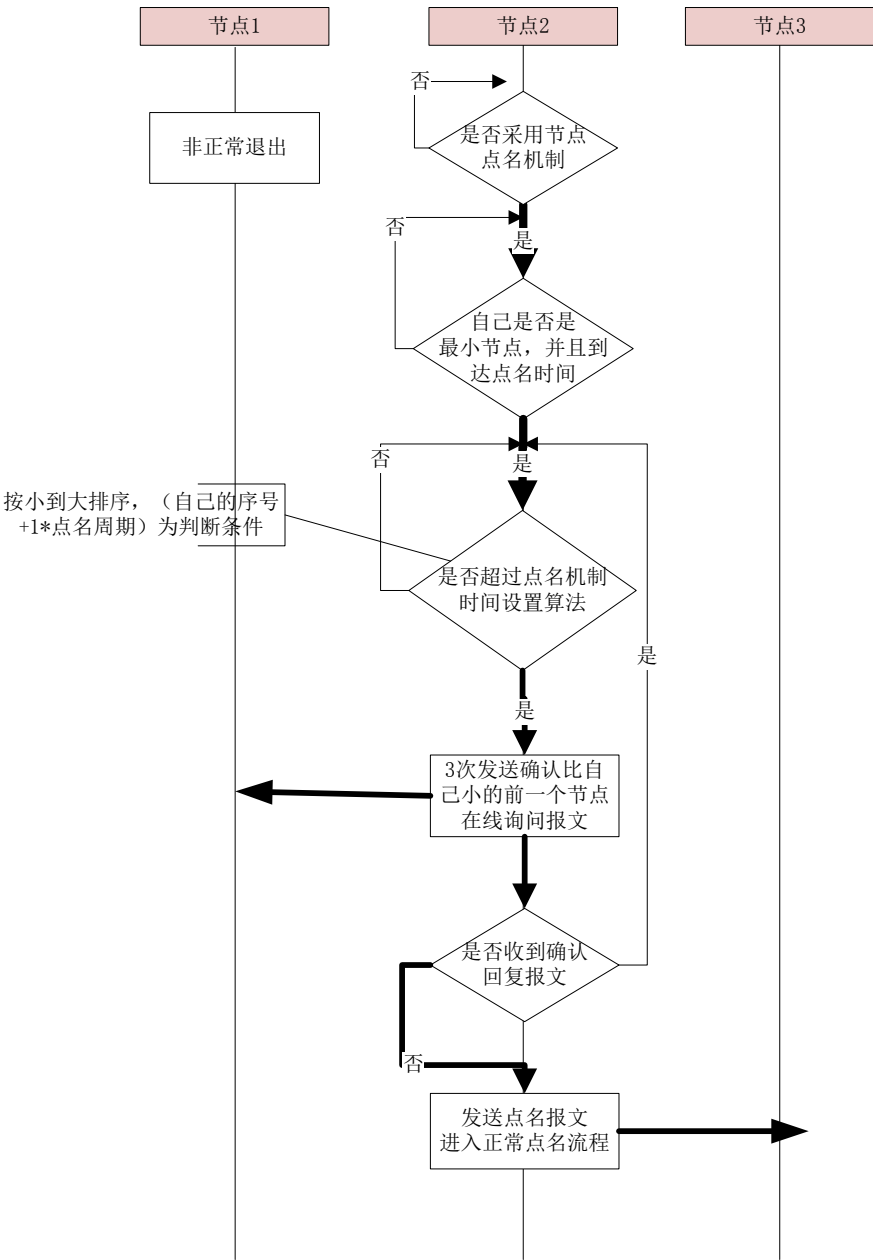 节点1
节点2
节点3
否
是否采用节点
点名机制
非正常退出
否
是
自己是否是
最小节点，并且到
达点名时间
否
是
按小到大排序，（自己的序号
+1*点名周期）为判断条件
是否超过点名机制
时间设置算法
是
是
3次发送确认比自
己小的前一个节点
在线询问报文
是否收到确认
回复报文
否
发送点名报文
进入正常点名流程